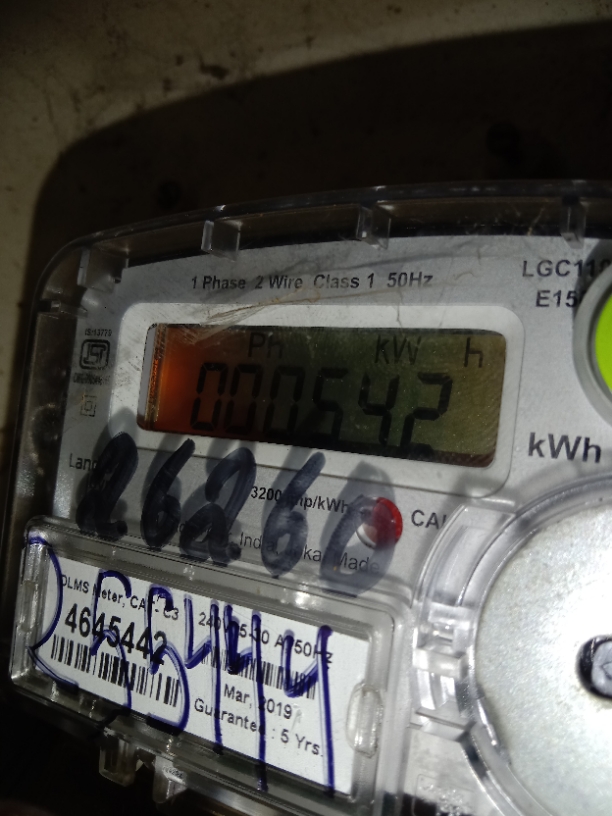 1 Phase 2 Wire Class 1 50Hz
LGC11
E15
Ph kW h
000542
kWh
26260
3200 imp/kWh
CAL
Made
DLMS Meter, CAT- C3
4645442
50Hz
Mar, 2019
Guarantee : 5 Yrs.